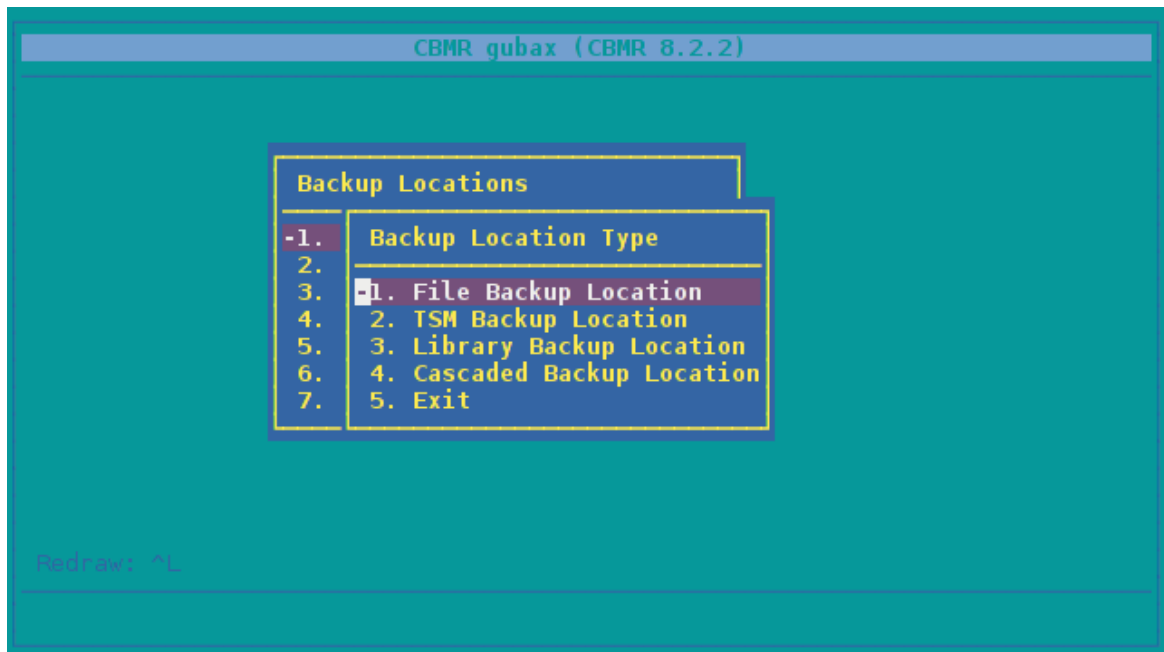 CBMR gubax (CBMR 8.2.2)
Backup Locations
-1.
2.
3.
4.
5.
6.
7.
Backup Location Type
-1. File Backup Location
2. TSM Backup Location
3. Library Backup Location
4. Cascaded Backup Location
5. Exit
Redraw: ^L